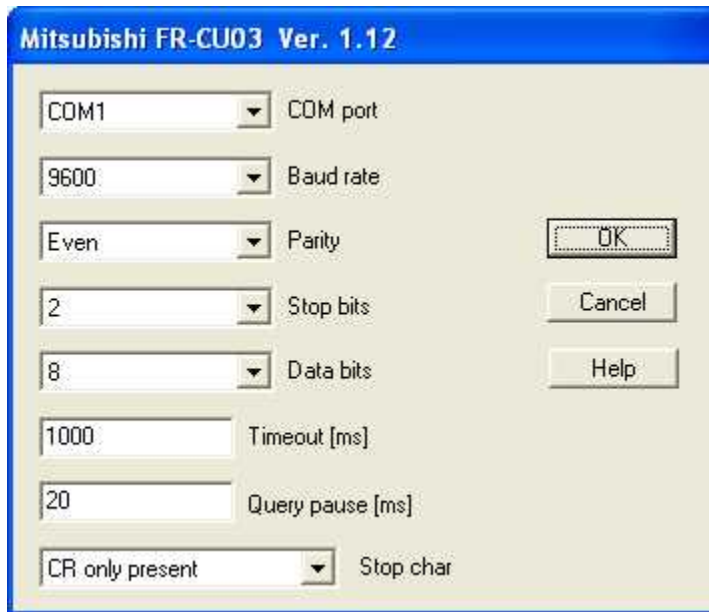 Mitsubishi FR-CU03 Ver. 1.12
COM1 COM port
9600 Baud rate
Even Parity
OK
2 Stop bits
Cancel
8 Data bits
Help
1000 Timeout [ms]
20 Query pause [ms]
CR only present Stop char